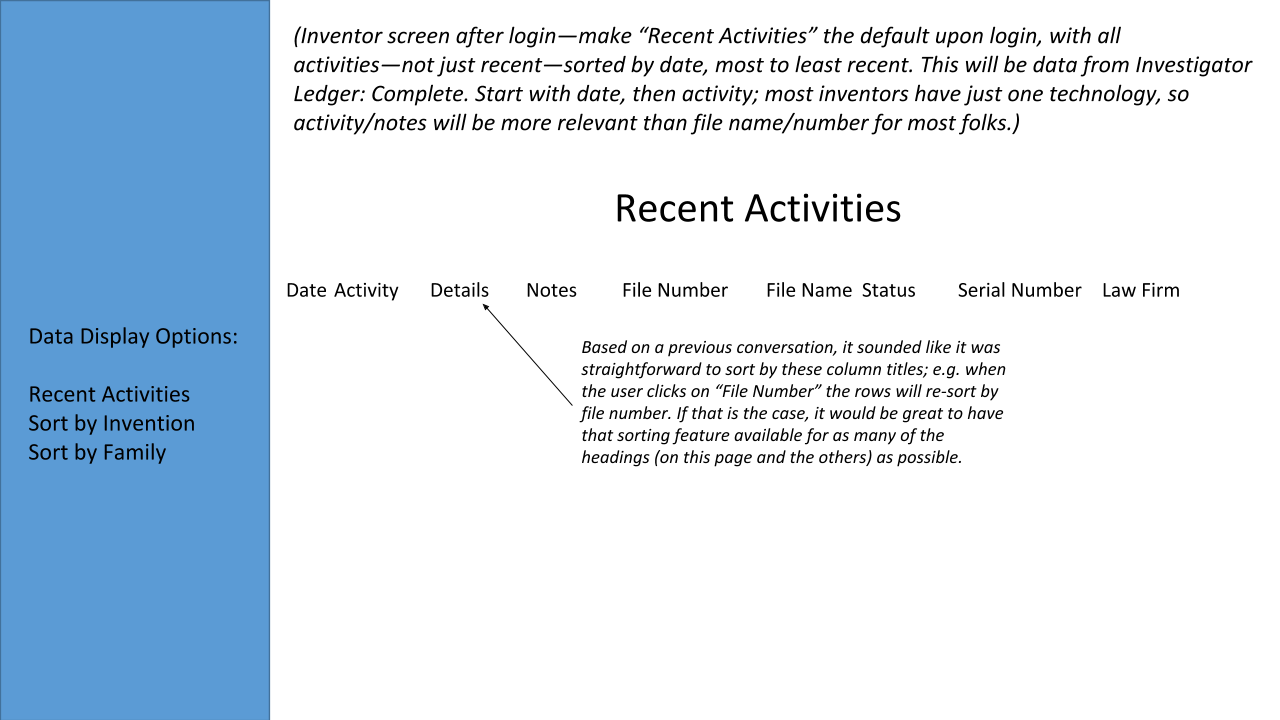 (Inventor screen after login—make “Recent Activities” the default upon login, with all
activities—not just recent—sorted by date, most to least recent. This will be data from Investigator
Ledger: Complete. Start with date, then activity; most inventors have just one technology, so
activity/notes will be more relevant than file name/number for most folks.)
Recent Activities
Date Activity Details Notes File Number File Name Status Serial Number Law Firm
Data Display Options:
Recent Activities
Sort by Invention
Sort by Family
Based on a previous conversation, it sounded like it was
straightforward to sort by these column titles; e.g. when
the user clicks on “File Number” the rows will re-sort by
file number. If that is the case, it would be great to have
that sorting feature available for as many of the
headings (on this page and the others) as possible.